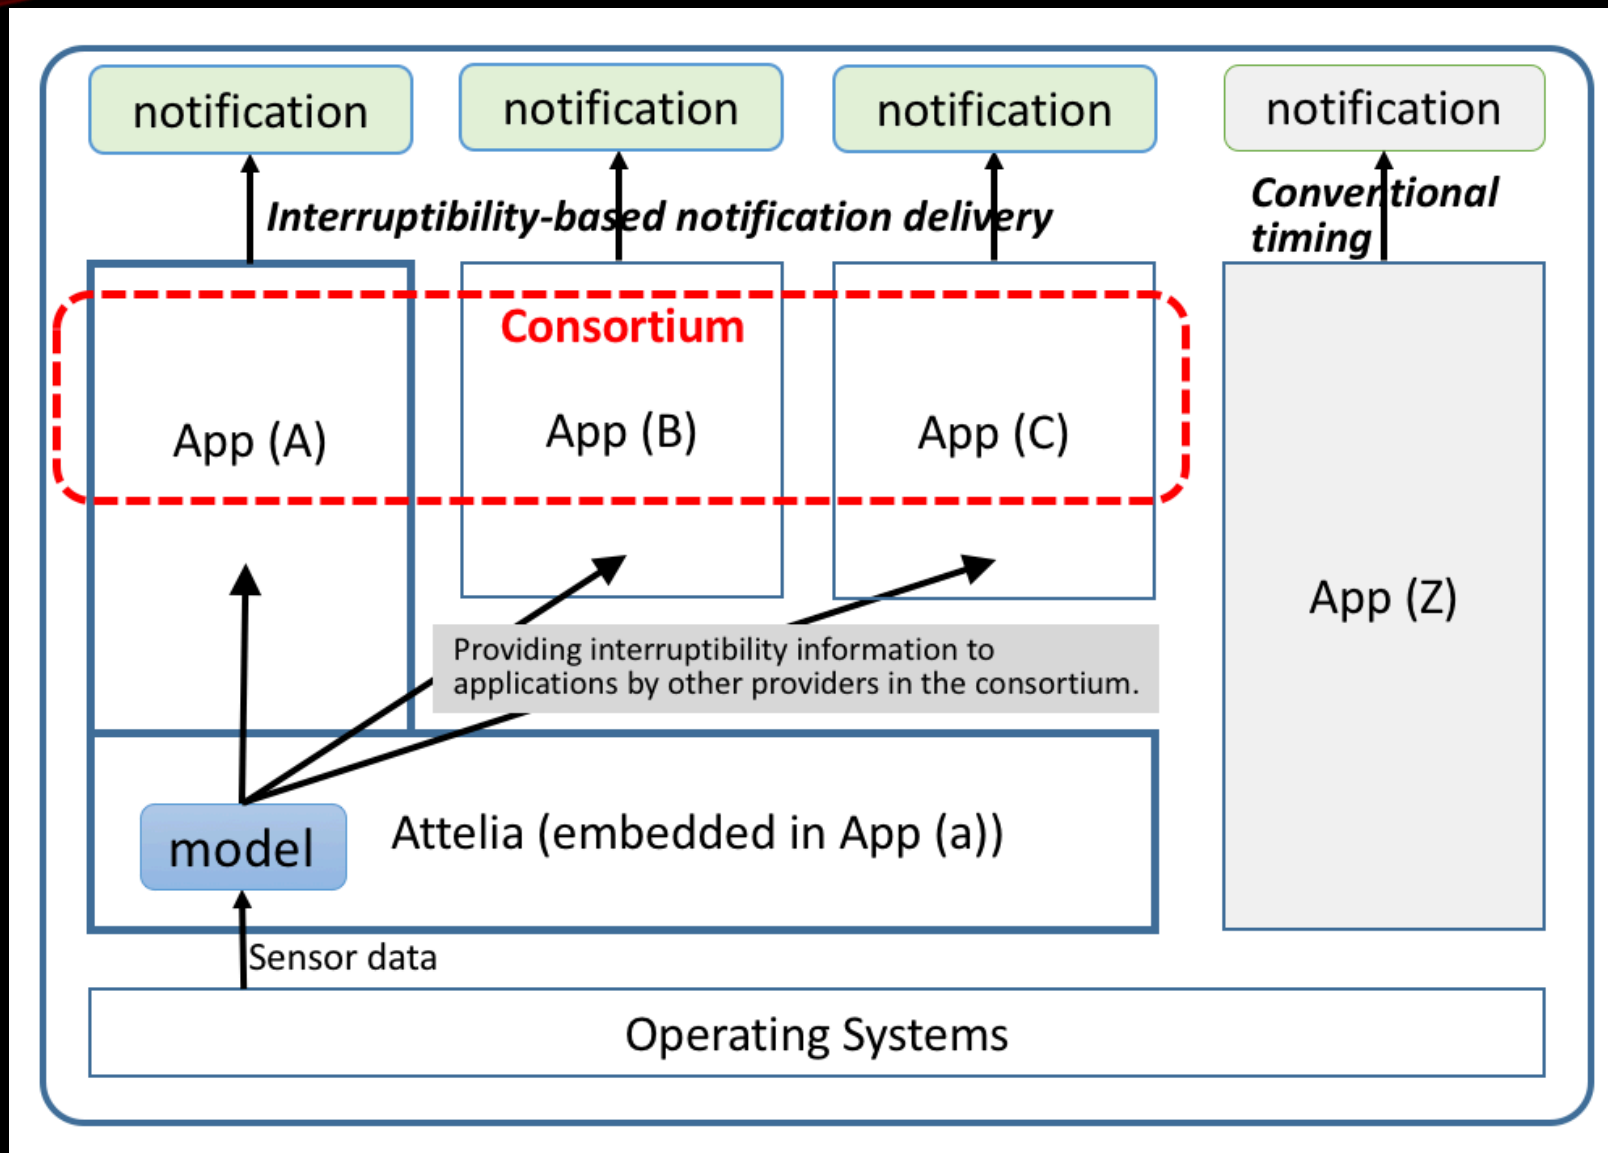 notification
notification
notification
notification
Interruptibility-based notification delivery
Conventional
timing
Consortium
App (A)
App (B)
App (C)
App (Z)
Providing interruptibility information to
applications by other providers in the consortium.
model
Attelia (embedded in App (a))
Sensor data
Operating Systems